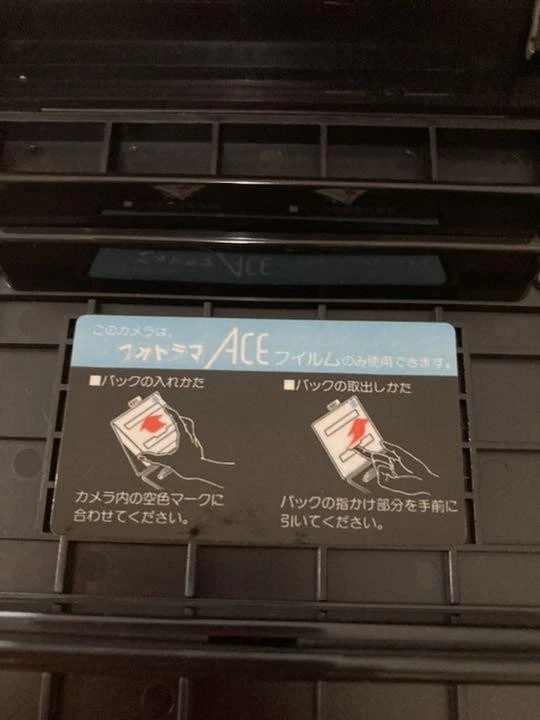 このカメラは、
フォトラマ ACE フイルムのみ使用できます。
■パックの入れかた
カメラ内の空色マークに
合わせてください。
■パックの取出しかた
パックの指かけ部分を手前に
引いてください。